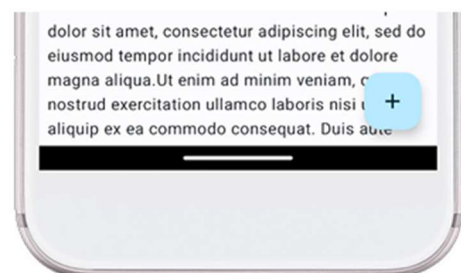 dolor sit amet, consectetur adipiscing elit, sed do
eiusmod tempor incididunt ut labore et dolore
magna aliqua.Ut enim ad minim veniam,
nostrud exercitation ullamco laboris nisi
aliquip ex ea commodo consequat. Duis aute
+